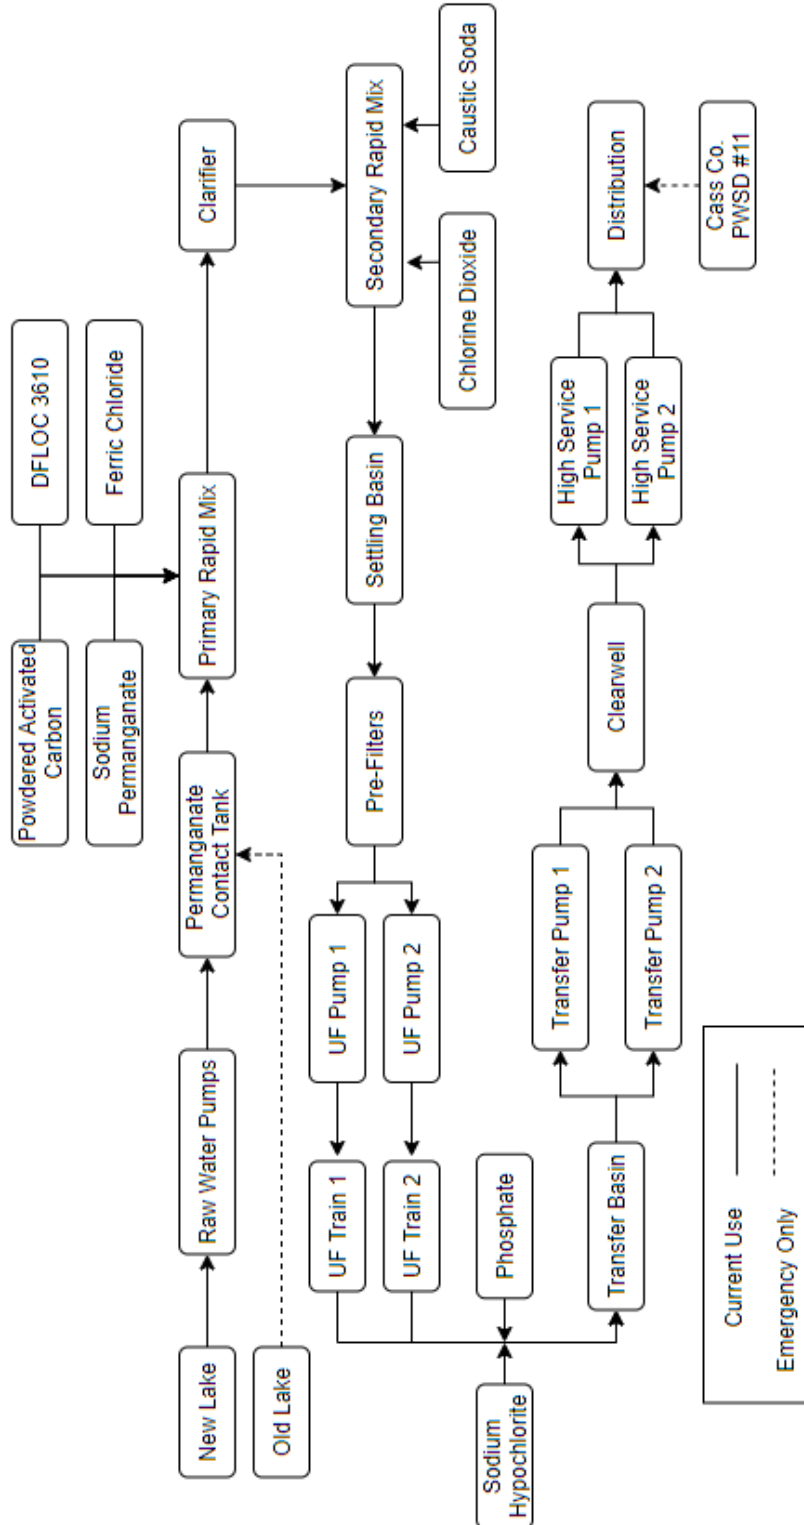 Powdered Activated
Carbon
DFLOC 3610
Sodium
Permanganate
Ferric Chloride
New Lake
Raw Water Pumps
Permanganate
Contact Tank
Primary Rapid Mix
Clarifier
Old Lake
UF Train 1
UF Pump 1
UF Train 2
UF Pump 2
Pre-Filters
Settling Basin
Secondary Rapid Mix
Chlorine Dioxide
Caustic Soda
Sodium
Hypochlorite
Phosphate
Transfer Basin
Transfer Pump 1
Transfer Pump 2
Clearwell
High Service
Pump 1
High Service
Pump 2
Distribution
Cass Co.
PWSD #11
Current Use
Emergency Only